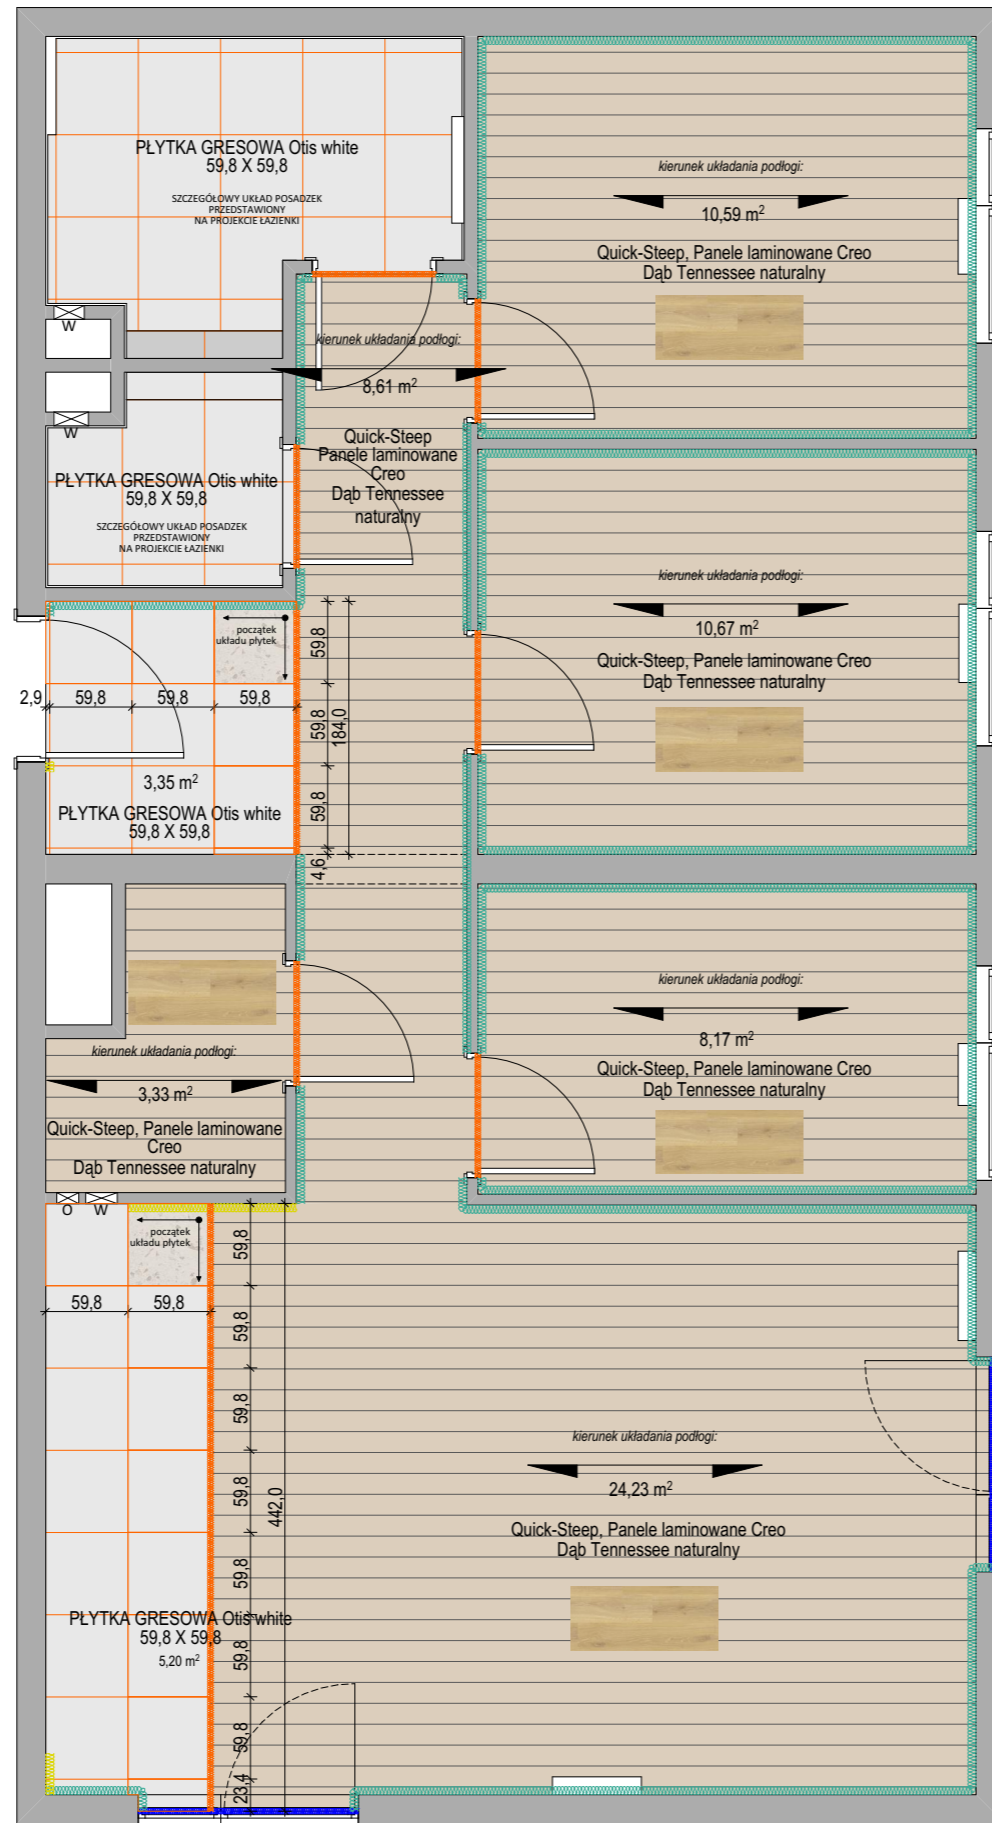 PŁYTKA GRESOWA Otis white
59,8 X 59,8
SZCZEGÓŁOWY UKŁAD POSADZEK
PRZEDSTAWIONY
NA PROJEKCIE ŁAZIENKI
kierunek układania podłogi:
10,59 m²
Quick-Steep, Panele laminowane Creo
Dąb Tennessee naturalny
W
kierunek układania podłogi:
8,61 m²
Quick-Steep
Panele laminowane
Creo
Dąb Tennessee
naturalny
W
PŁYTKA GRESOWA Otis white
59,8 X 59,8
SZCZEGÓŁOWY UKŁAD POSADZEK
PRZEDSTAWIONY
NA PROJEKCIE ŁAZIENKI
kierunek układania podłogi:
10,67 m²
Quick-Steep, Panele laminowane Creo
Dąb Tennessee naturalny
początek
układu płytek
2,9
59,8
59,8
59,8
59,8
59,8
59,8
184,0
4,6
3,35 m²
PŁYTKA GRESOWA Otis white
59,8 X 59,8
kierunek układania podłogi:
8,17 m²
Quick-Steep, Panele laminowane Creo
Dąb Tennessee naturalny
kierunek układania podłogi:
3,33 m²
Quick-Steep, Panele laminowane
Creo
Dąb Tennessee naturalny
O
W
początek
układu płytek
59,8
59,8
59,8
59,8
59,8
59,8
59,8
59,8
59,8
23,4
442,0
kierunek układania podłogi:
24,23 m²
Quick-Steep, Panele laminowane Creo
Dąb Tennessee naturalny
PŁYTKA GRESOWA Otis white
59,8 X 59,8
5,20 m²